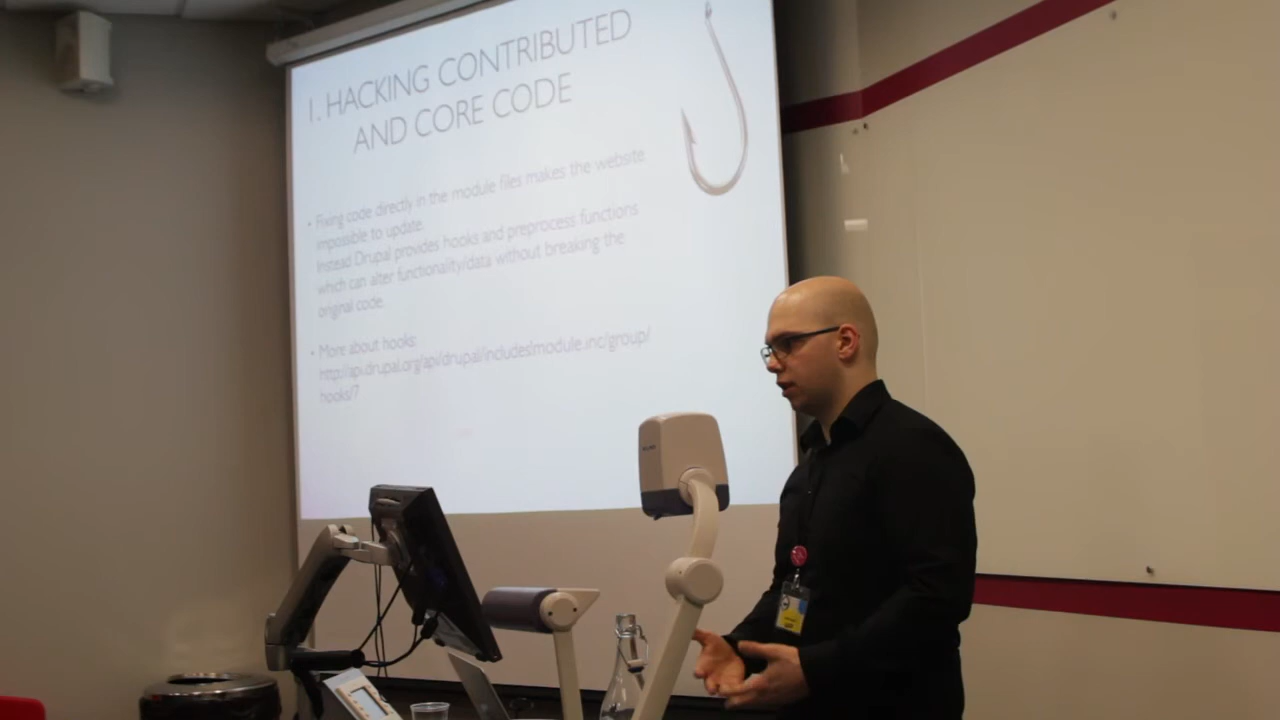 1. HACKING CONTRIBUTED
AND CORE CODE
• Fixing code directly in the module files makes the website
impossible to update.
Instead Drupal provides hooks and preprocess functions
which can alter functionality/data without breaking the
original code.
• More about hooks:
http://api.drupal.org/api/drupal/includes!module.inc/group/
hooks/7